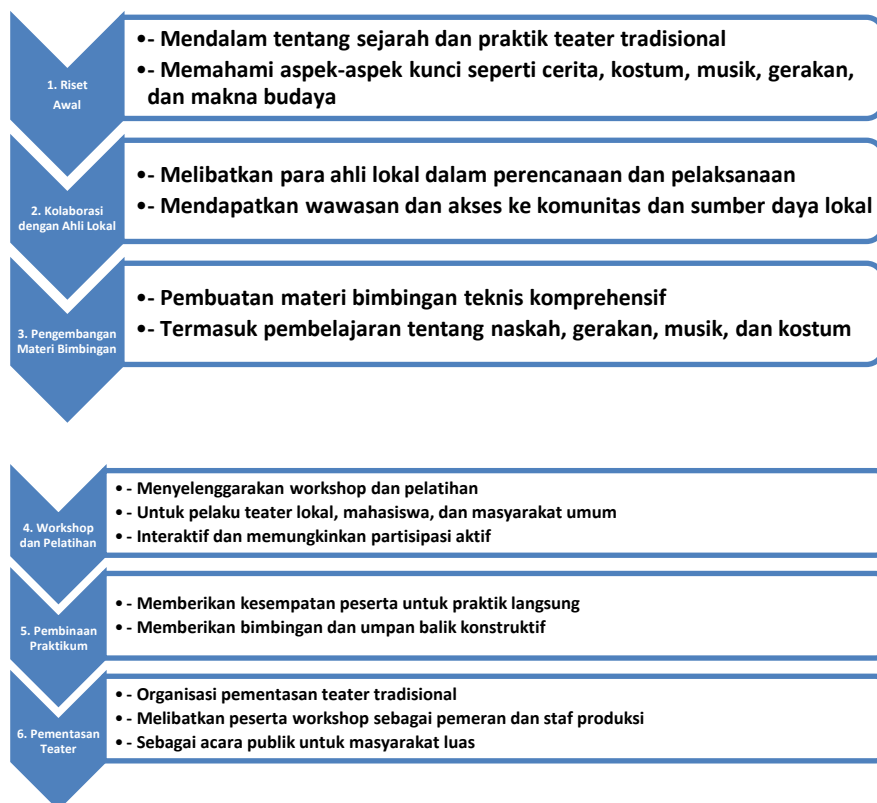 1. Riset
Awal
•- Mendalam tentang sejarah dan praktik teater tradisional
•- Memahami aspek-aspek kunci seperti cerita, kostum, musik, gerakan,
dan makna budaya
2. Kolaborasi
dengan Ahli Lokal
•- Melibatkan para ahli lokal dalam perencanaan dan pelaksanaan
•- Mendapatkan wawasan dan akses ke komunitas dan sumber daya lokal
3. Pengembangan
Materi Bimbingan
•- Pembuatan materi bimbingan teknis komprehensif
•- Termasuk pembelajaran tentang naskah, gerakan, musik, dan kostum
4. Workshop
dan Pelatihan
•- Menyelenggarakan workshop dan pelatihan
•- Untuk pelaku teater lokal, mahasiswa, dan masyarakat umum
•- Interaktif dan memungkinkan partisipasi aktif
5. Pembinaan
Praktikum
•- Memberikan kesempatan peserta untuk praktik langsung
•- Memberikan bimbingan dan umpan balik konstruktif
6. Pementasan
Teater
•- Organisasi pementasan teater tradisional
•- Melibatkan peserta workshop sebagai pemeran dan staf produksi
•- Sebagai acara publik untuk masyarakat luas